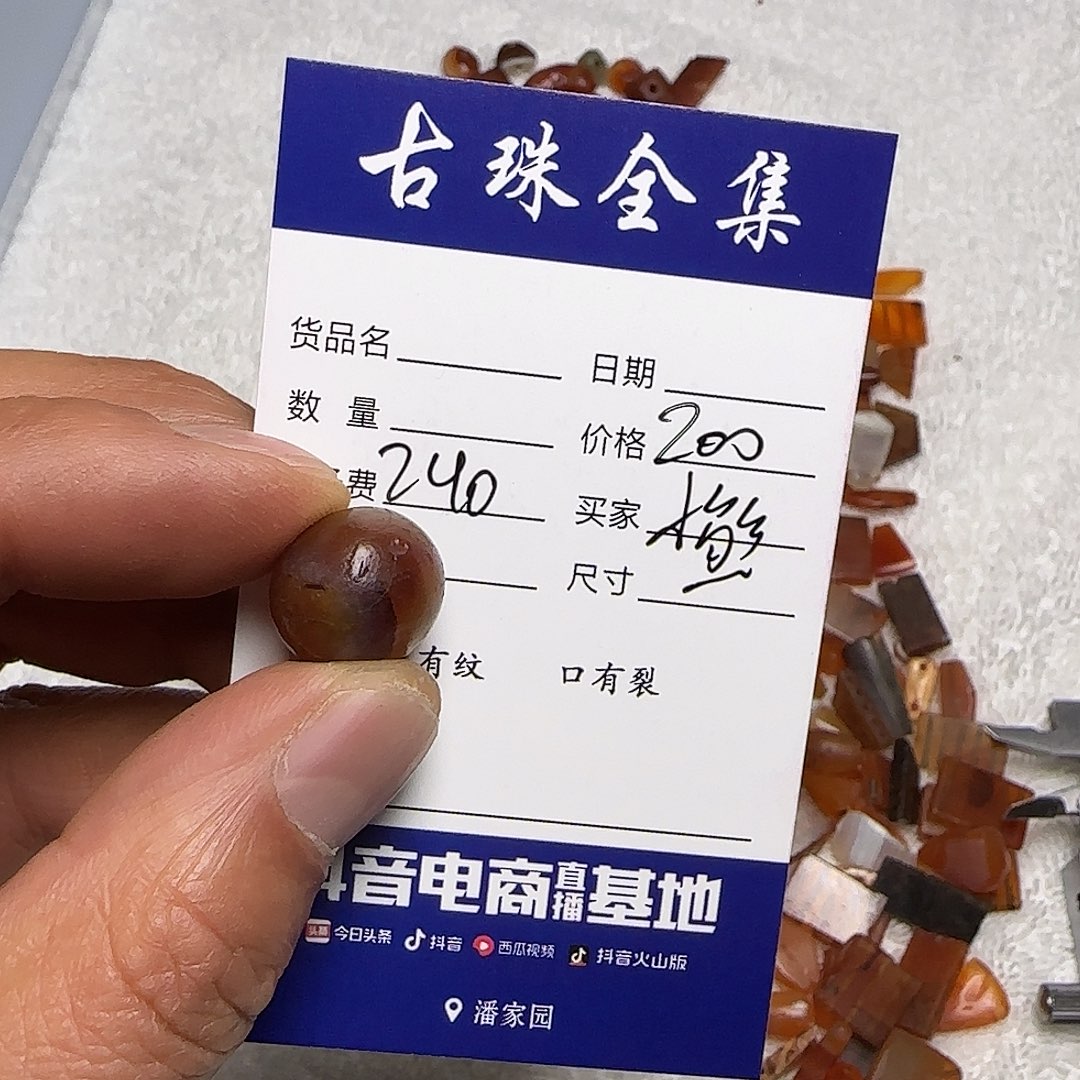 古珠全集
货品名 日期
数 量 价格 200
费 240 买家
尺寸
有纹 口有裂
音电商直播基地
头条 今日头条 抖音 西瓜视频 抖音火山版
潘家园